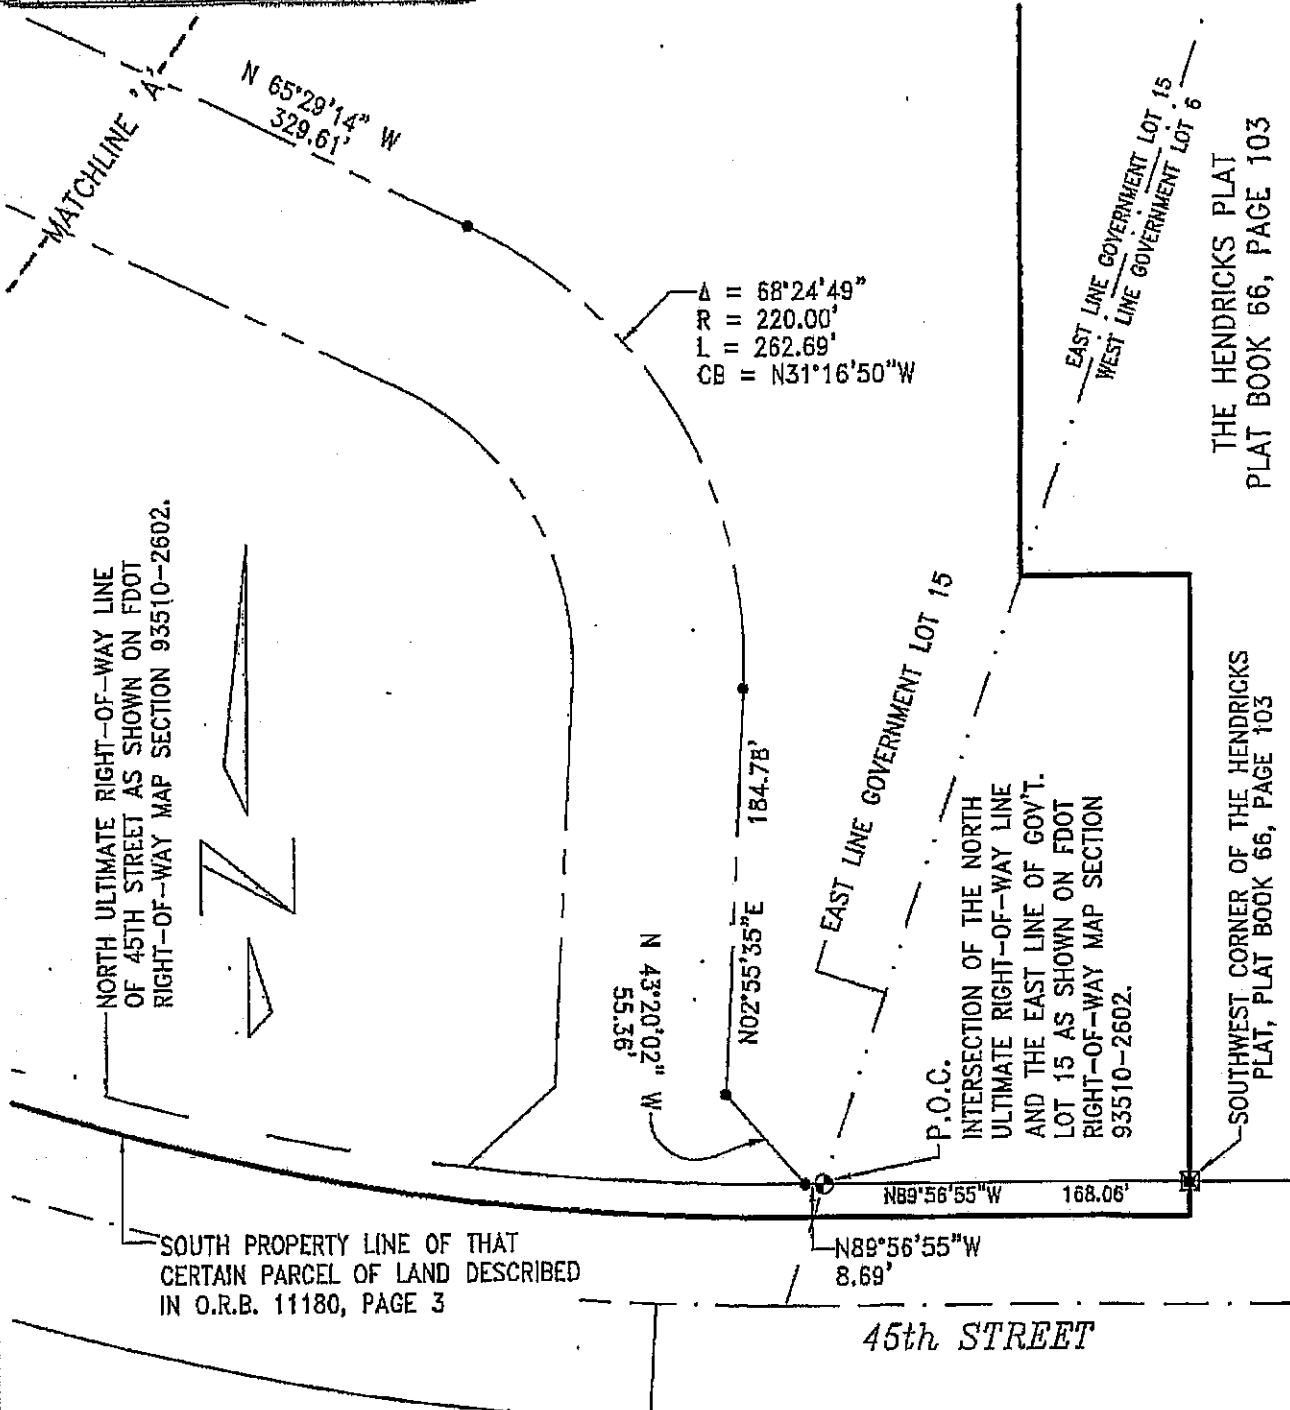 MATCHLINE 'A'
N 65°29'14" W
329.61'
Δ = 68°24'49"
R = 220.00'
L = 262.69'
CB = N31°16'50"W
EAST LINE GOVERNMENT LOT 15
WEST LINE GOVERNMENT LOT 6
THE HENDRICKS PLAT
PLAT BOOK 66, PAGE 103
NORTH ULTIMATE RIGHT-OF-WAY LINE
OF 45TH STREET AS SHOWN ON FDOT
RIGHT-OF-WAY MAP SECTION 93510-2602.
N
EAST LINE GOVERNMENT LOT 15
184.78'
N02°55'35"E
N 43°20'02" W
55.36'
P.O.C.
INTERSECTION OF THE NORTH
ULTIMATE RIGHT-OF-WAY LINE
AND THE EAST LINE OF GOV'T.
LOT 15 AS SHOWN ON FDOT
RIGHT-OF-WAY MAP SECTION
93510-2602.
SOUTHWEST CORNER OF THE HENDRICKS
PLAT, PLAT BOOK 66, PAGE 103
N89°56'55"W 168.06'
N89°56'55"W
8.69'
SOUTH PROPERTY LINE OF THAT
CERTAIN PARCEL OF LAND DESCRIBED
IN O.R.B. 11180, PAGE 3
45th STREET